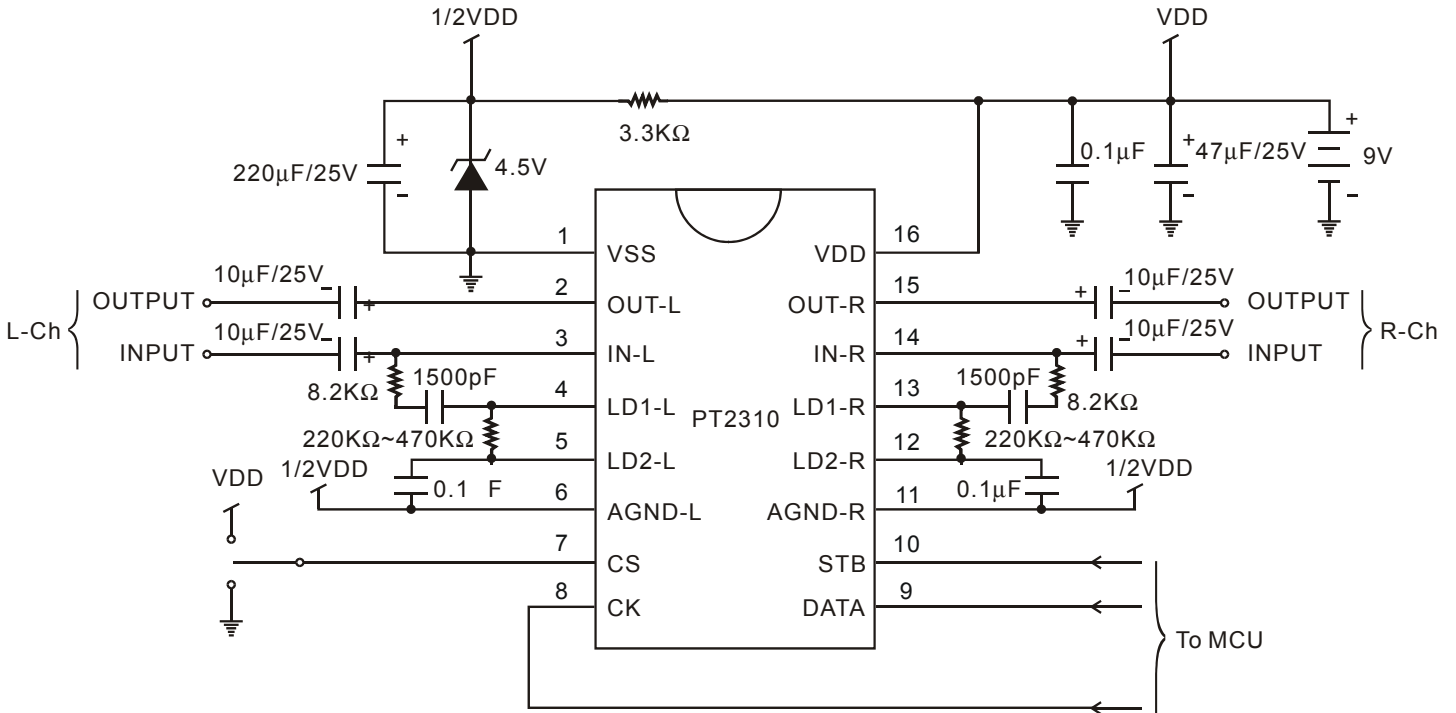 1/2VDD
VDD
3.3KΩ
220μF/25V
+
−
4.5V
0.1μF
+
47μF/25V
−
+
9V
−
1
VSS
16
VDD
10μF/25V
−
+
L-Ch
OUTPUT
2
OUT-L
15
OUT-R
10μF/25V
+
−
OUTPUT
R-Ch
10μF/25V
−
+
INPUT
3
IN-L
14
IN-R
10μF/25V
+
−
INPUT
8.2KΩ
1500pF
4
LD1-L
PT2310
13
LD1-R
1500pF
8.2KΩ
220KΩ~470KΩ
5
LD2-L
12
LD2-R
220KΩ~470KΩ
VDD
1/2VDD
0.1 F
6
AGND-L
11
AGND-R
0.1μF
1/2VDD
7
CS
10
STB
8
CK
9
DATA
To MCU